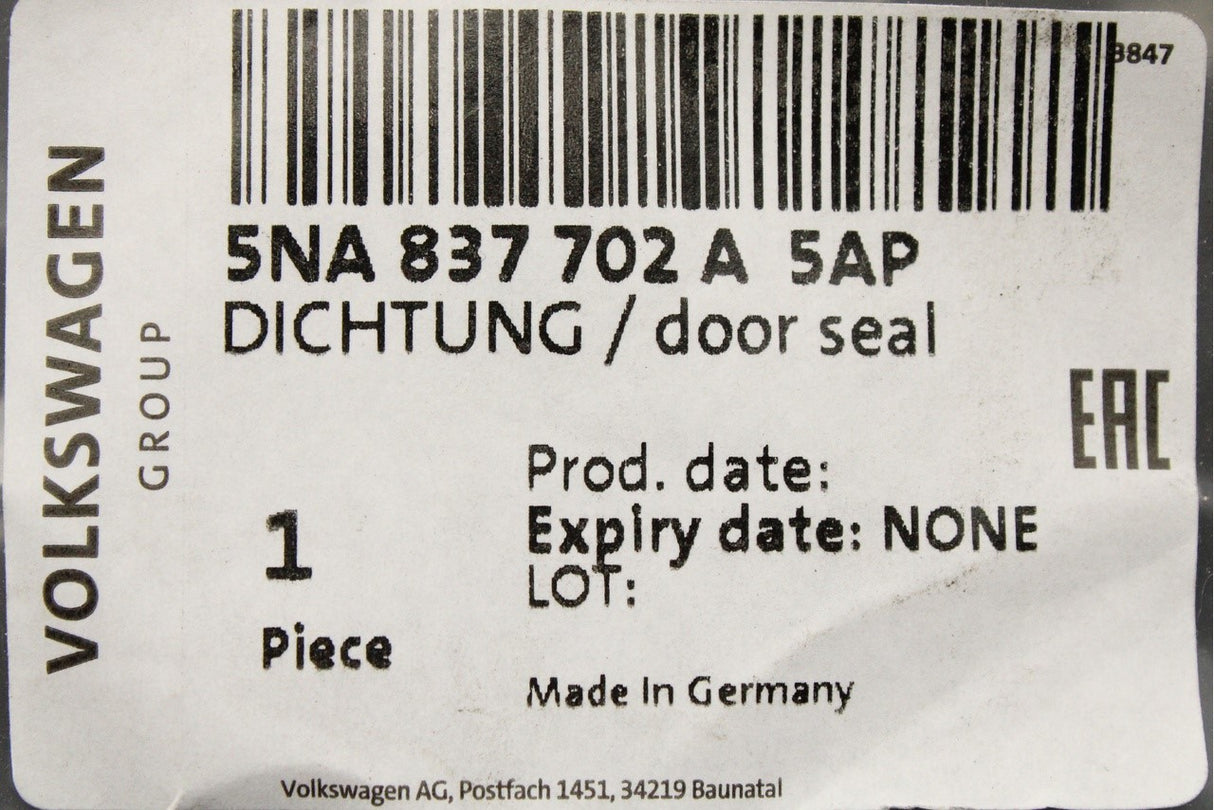 3847
5NA 837 702 A 5AP
DICHTUNG / door seal
EAC
Prod. date:
Expiry date: NONE
LOT:
1
Piece
Made In Germany
Volkswagen AG, Postfach 1451, 34219 Baunatal
VOLKSWAGEN
GROUP